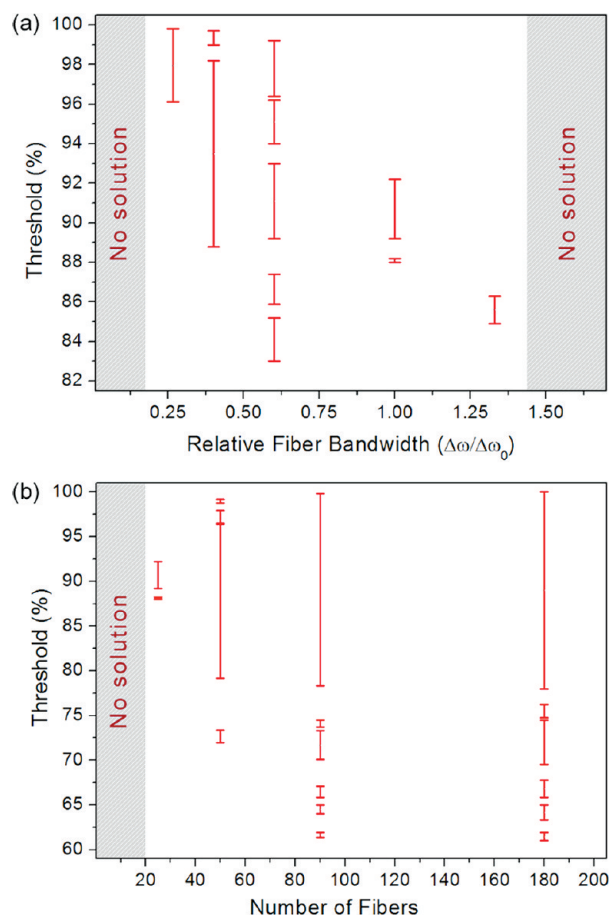 (a)
100
98
96
94
92
90
88
86
84
82
Threshold (%)
No solution
No solution
0.25 0.50 0.75 1.00 1.25 1.50
Relative Fiber Bandwidth (Δω/Δω₀)
(b)
100
95
90
85
80
75
70
65
60
Threshold (%)
No solution
20 40 60 80 100 120 140 160 180 200
Number of Fibers